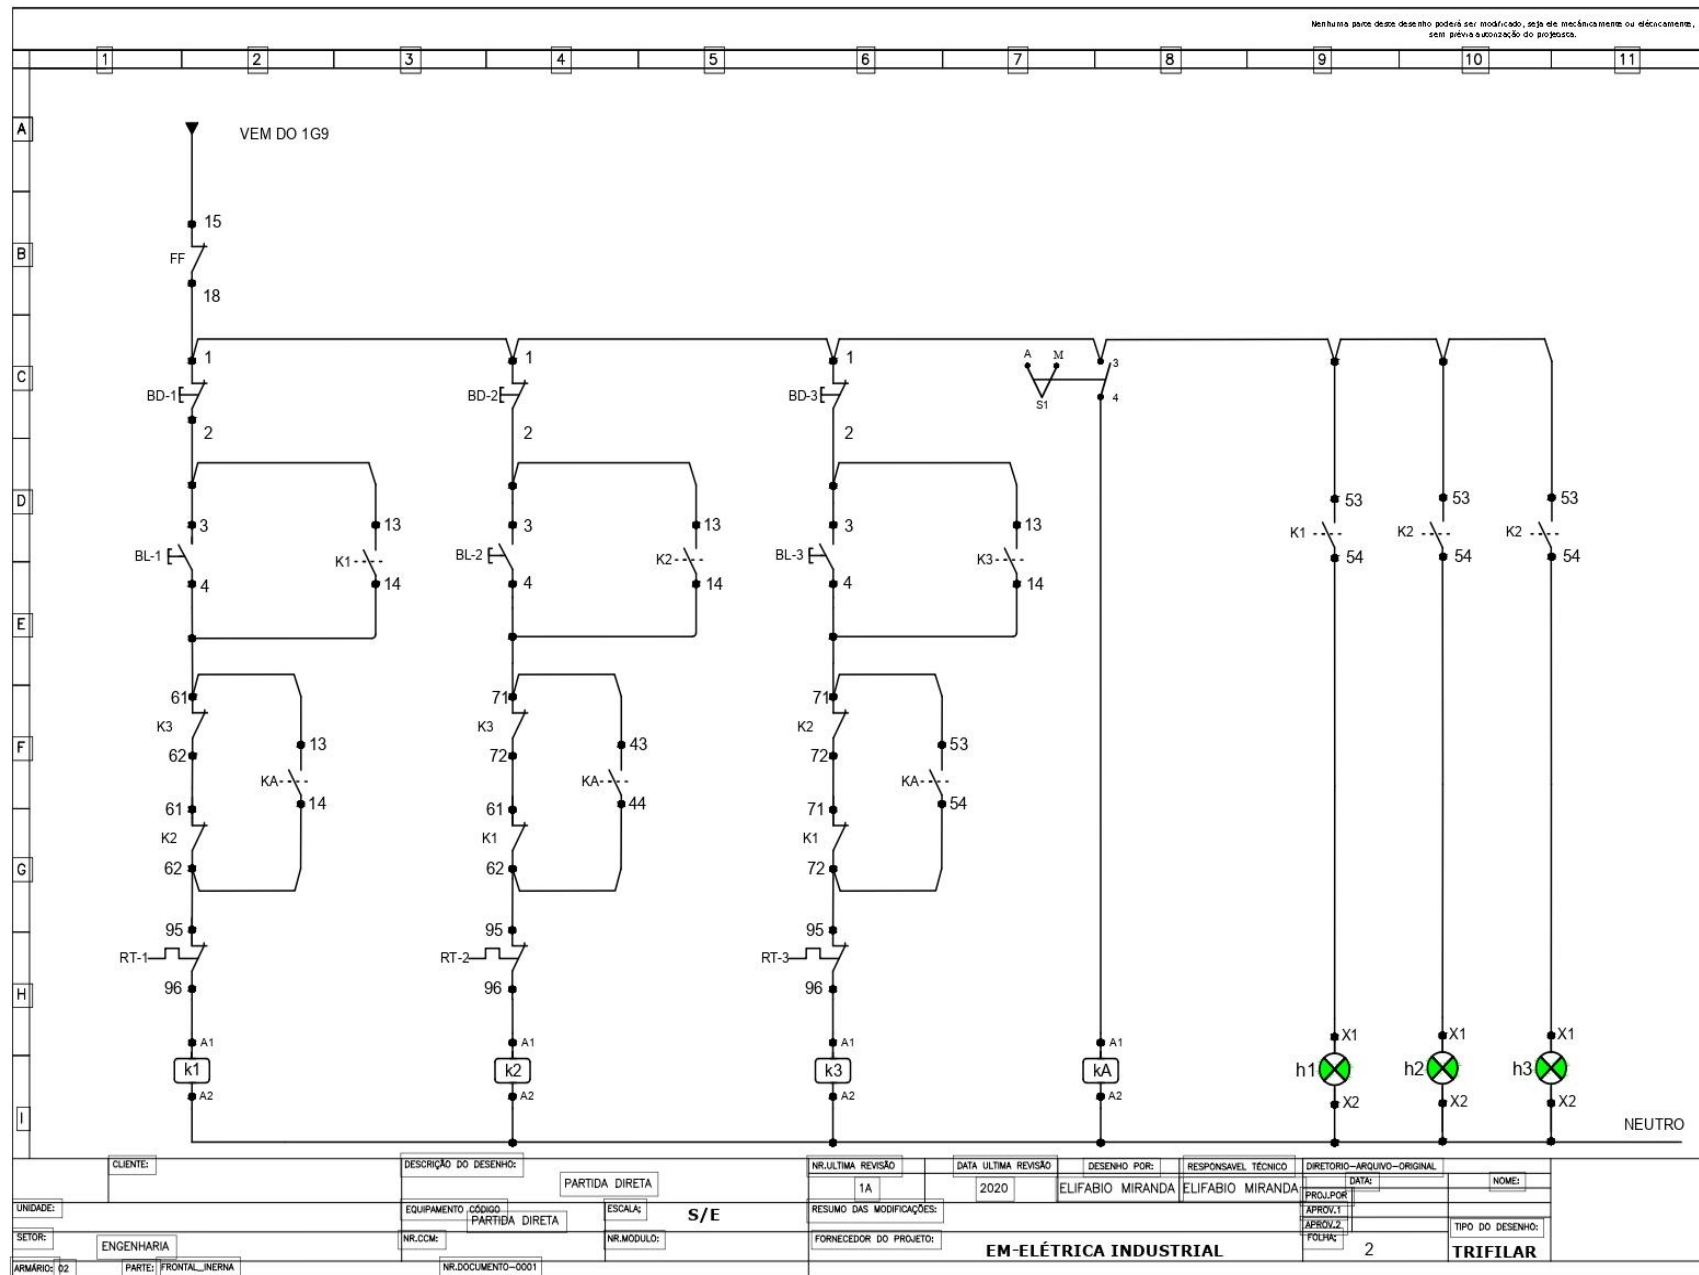 Nenhuma parte deste desenho poderá ser modificado, seja ele mecânicamente ou elétricamente,
sem prévia autorização do projetista.
1 2 3 4 5 6 7 8 9 10 11
A
VEM DO 1G9
15
B
FF
18
1 1 1
A M 3
C
BD-1 BD-2 BD-3
S1 4
2 2 2
D
53 53 53
3 13 3 13 3 13
K1 K2 K2
BL-1 K1 BL-2 K2 BL-3 K3
54 54 54
4 14 4 14 4 14
E
61 71 71
K3 K3 K2
F
13 43 53
62 72 72
KA KA KA
14 44 54
61 61 71
K2 K1 K1
G
62 62 72
95 95 95
RT-1 RT-2 RT-3
H
96 96 96
X1 X1 X1
A1 A1 A1 A1
k1 k2 k3 kA h1 h2 h3
A2 A2 A2 A2
X2 X2 X2
I
NEUTRO
CLIENTE:
DESCRIÇÃO DO DESENHO:
PARTIDA DIRETA
NR.ULTIMA REVISÃO
1A
DATA ULTIMA REVISÃO
2020
DESENHO POR:
ELIFABIO MIRANDA
RESPONSAVEL TÉCNICO
ELIFABIO MIRANDA
DIRETORIO-ARQUIVO-ORIGINAL
DATA:
NOME:
PROJ.POR
APROV.1
APROV.2
UNIDADE:
EQUIPAMENTO CÓDIGO
PARTIDA DIRETA
ESCALA;
S/E
RESUMO DAS MODIFICAÇÕES:
TIPO DO DESENHO:
TRIFILAR
SETOR:
ENGENHARIA
NR.CCM:
NR.MODULO:
FORNECEDOR DO PROJETO:
EM-ELÉTRICA INDUSTRIAL
FOLHA:
2
ARMÁRIO: 02
PARTE: FRONTAL_INERNA
NR.DOCUMENTO-0001